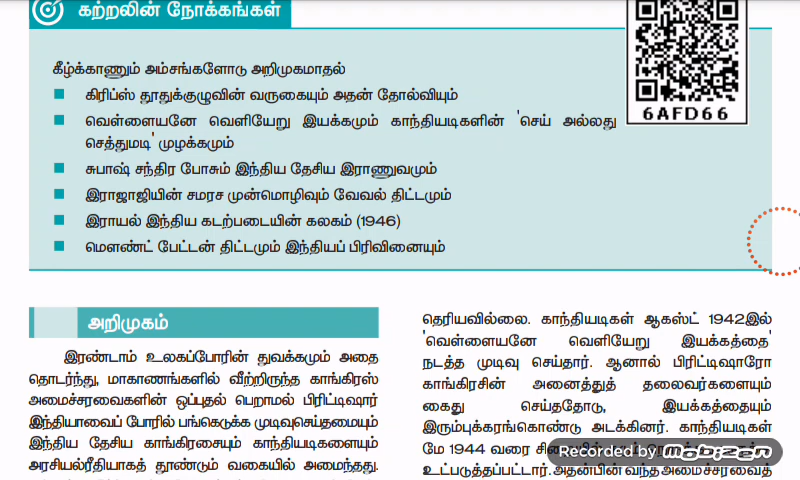 கற்றலின் நோக்கங்கள்
கீழ்க்காணும் அம்சங்களோடு அறிமுகமாதல்
கிரிப்ஸ் தூதுக்குழுவின் வருகையும் அதன் தோல்வியும்
வெள்ளையனே வெளியேறு இயக்கமும் காந்தியடிகளின் 'செய் அல்லது
செத்துமடி' முழக்கமும்
சுபாஷ் சந்திர போசும் இந்திய தேசிய இராணுவமும்
இராஜாஜியின் சமரச முன்மொழிவும் வேவல் திட்டமும்
இராயல் இந்திய கடற்படையின் கலகம் (1946)
மௌண்ட் பேட்டன் திட்டமும் இந்தியப் பிரிவினையும்
6AFD66
அறிமுகம்
இரண்டாம் உலகப்போரின் துவக்கமும் அதை
தொடர்ந்து, மாகாணங்களில் வீற்றிருந்த காங்கிரஸ்
அமைச்சரவைகளின் ஒப்புதல் பெறாமல் பிரிட்டிஷார்
இந்தியாவைப் போரில் பங்கெடுக்க முடிவுசெய்தமையும்
இந்திய தேசிய காங்கிரசையும் காந்தியடிகளையும்
அரசியல்ரீதியாகத் தூண்டும் வகையில் அமைந்தது.
தெரியவில்லை. காந்தியடிகள் ஆகஸ்ட் 1942இல்
'வெள்ளையனே வெளியேறு இயக்கத்தை'
நடத்த முடிவு செய்தார். ஆனால் பிரிட்டிஷாரோ
காங்கிரசின் அனைத்துத் தலைவர்களையும்
கைது செய்ததோடு, இயக்கத்தையும்
இரும்புக்கரங்கொண்டு அடக்கினர். காந்தியடிகள்
மே 1944 வரை
உட்படுத்தப்பட்டார். அதன்பின் வந்த அமைச்சரவைத்
Recorded by mobizen